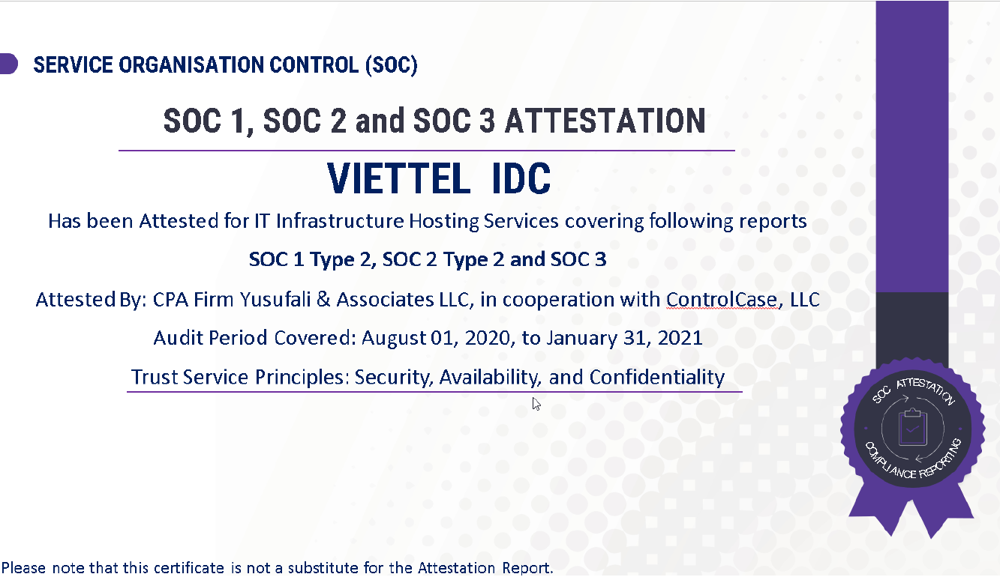 SERVICE ORGANISATION CONTROL (SOC)
SOC 1, SOC 2 and SOC 3 ATTESTATION
VIETTEL IDC
Has been Attested for IT Infrastructure Hosting Services covering following reports
SOC 1 Type 2, SOC 2 Type 2 and SOC 3
Attested By: CPA Firm Yusufali & Associates LLC, in cooperation with ControlCase, LLC
Audit Period Covered: August 01, 2020, to January 31, 2021
Trust Service Principles: Security, Availability, and Confidentiality
SOC ATTESTATION
COMPLIANCE REPORTING
Please note that this certificate is not a substitute for the Attestation Report.